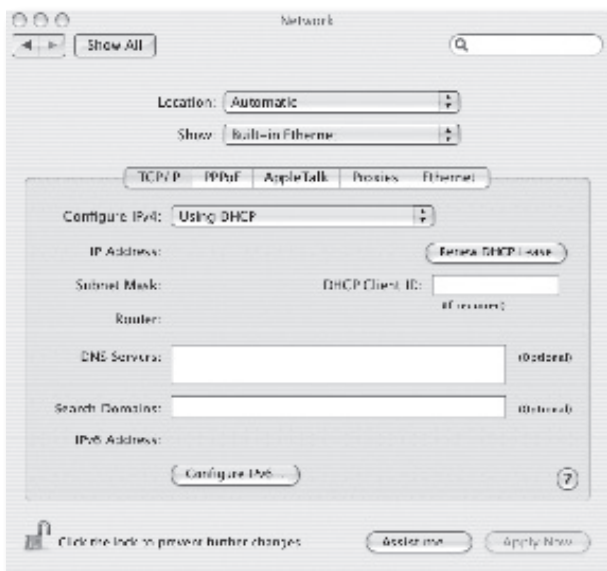 Network
Show All
Location: Automatic
Show: Built-in Ethernet
TCP/IP PPPoE AppleTalk Proxies Ethernet
Configure IPv4: Using DHCP
IP Address:
Renew DHCP Lease
Subnet Mask:
DHCP Client ID:
(If required)
Router:
DNS Servers:
(Optional)
Search Domains:
(Optional)
IPv6 Address:
Configure IPv6...
?
Click the lock to prevent further changes.
Assist me...
Apply Now